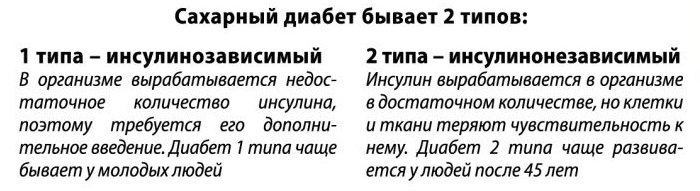 Сахарный диабет бывает 2 типов:
1 типа – инсулинозависимый
В организме вырабатывается недос-
таточное количество инсулина,
поэтому требуется его дополни-
тельное введение. Диабет 1 типа чаще
бывает у молодых людей
2 типа – инсулинонезависимый
Инсулин вырабатывается в организме
в достаточном количестве, но клетки
и ткани теряют чувствительность к
нему. Диабет 2 типа чаще развива-
ется у людей после 45 лет